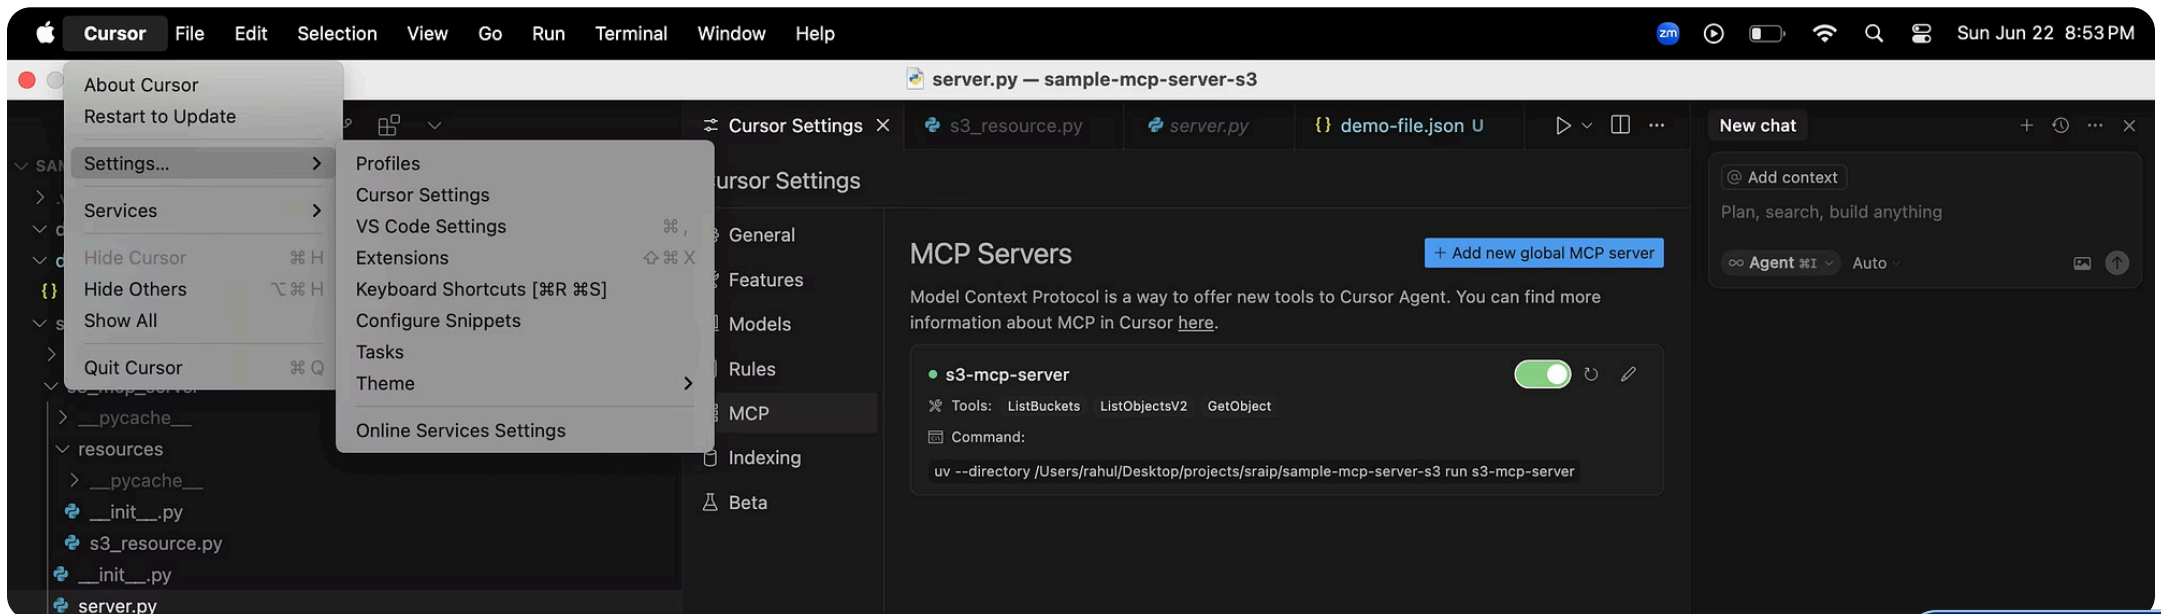 Cursor File Edit Selection View Go Run Terminal Window Help
zm Sun Jun 22 8:53 PM
server.py — sample-mcp-server-s3
About Cursor
Restart to Update
Settings...
Services
Hide Cursor ⌘ H
Hide Others ⌥ ⌘ H
Show All
Quit Cursor ⌘ Q
Profiles
Cursor Settings
VS Code Settings ⌘ ,
Extensions ⇧ ⌘ X
Keyboard Shortcuts [⌘R ⌘S]
Configure Snippets
Tasks
Theme
Online Services Settings
SAM
{}
__pycache__
resources
__pycache__
__init__.py
s3_resource.py
__init__.py
server.py
Cursor Settings
s3_resource.py
server.py
{} demo-file.json U
ursor Settings
General
Features
Models
Rules
MCP
Indexing
Beta
MCP Servers
+ Add new global MCP server
Model Context Protocol is a way to offer new tools to Cursor Agent. You can find more
information about MCP in Cursor here.
s3-mcp-server
Tools: ListBuckets ListObjectsV2 GetObject
Command:
uv --directory /Users/rahul/Desktop/projects/sraip/sample-mcp-server-s3 run s3-mcp-server
New chat
@ Add context
Plan, search, build anything
∞ Agent ⌘I Auto